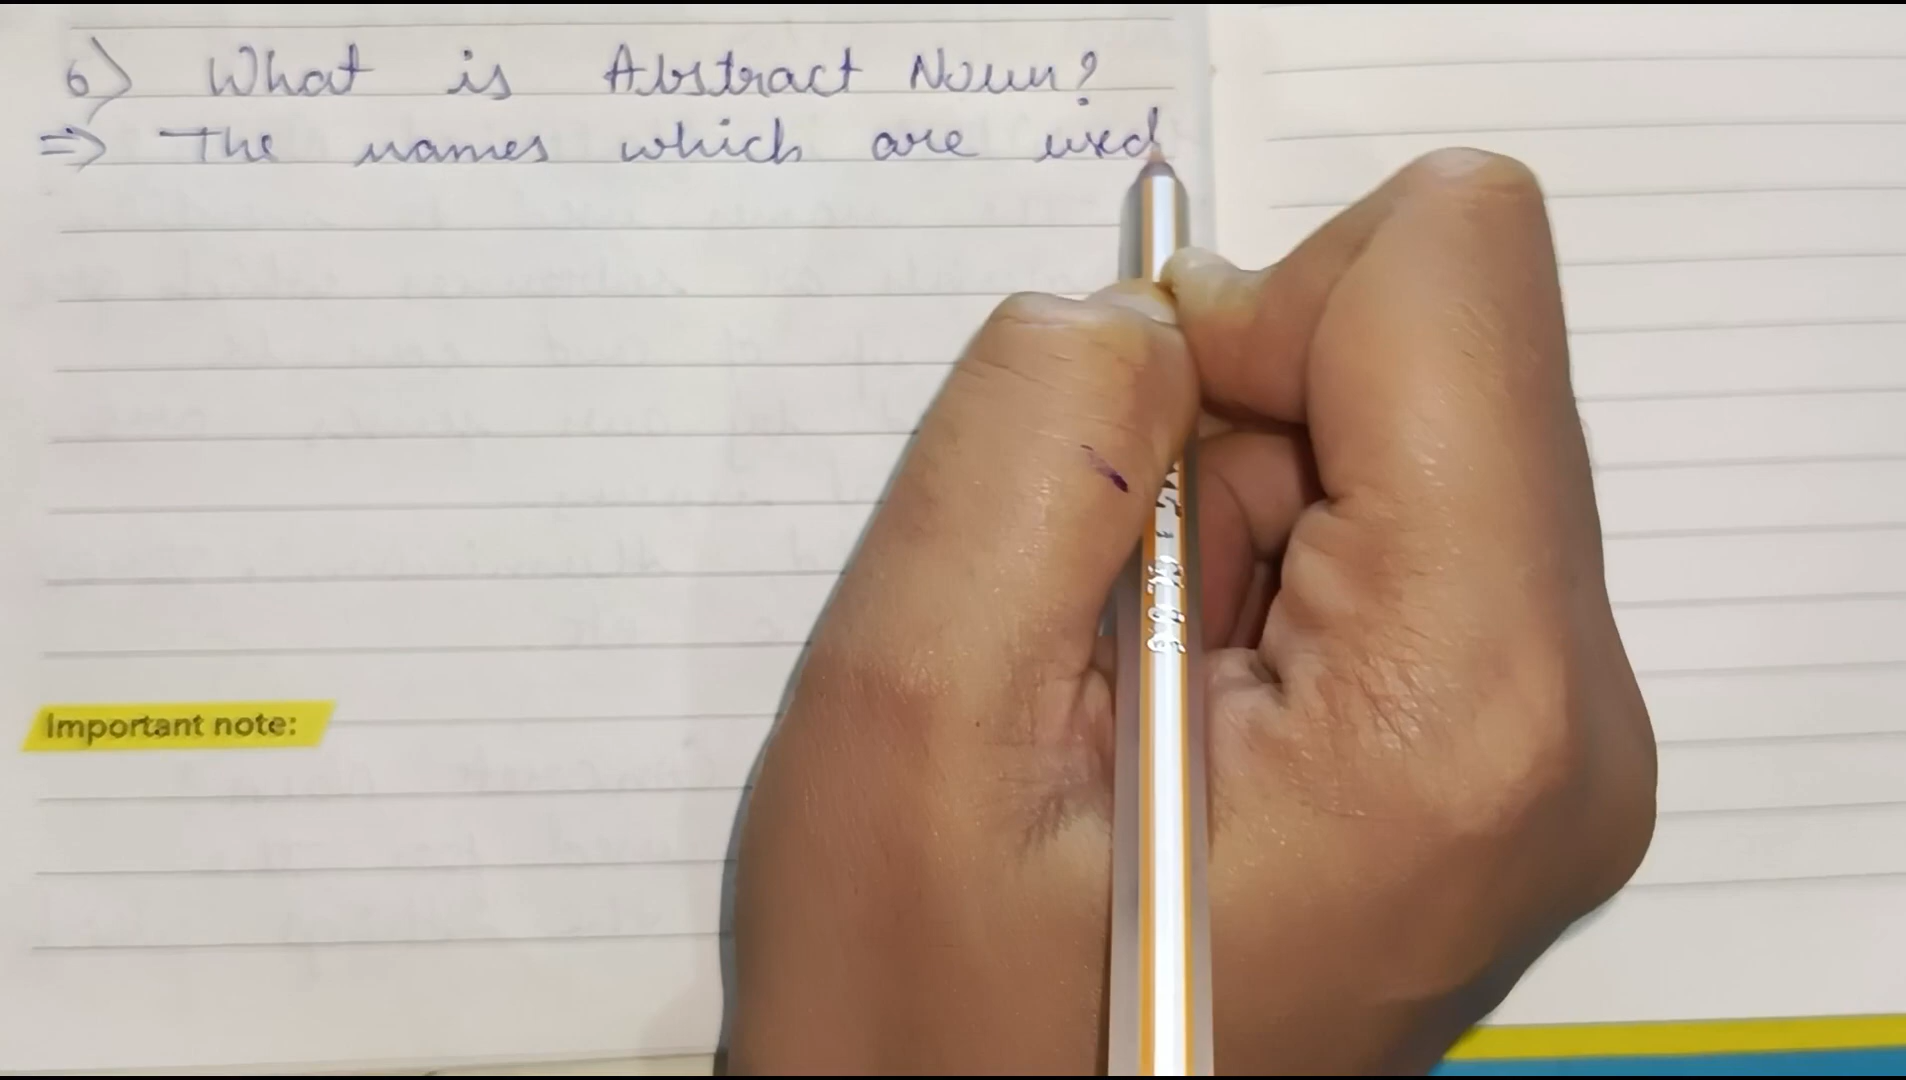 6) What is Abstract Noun?
⇒ The names which are used
Important note: